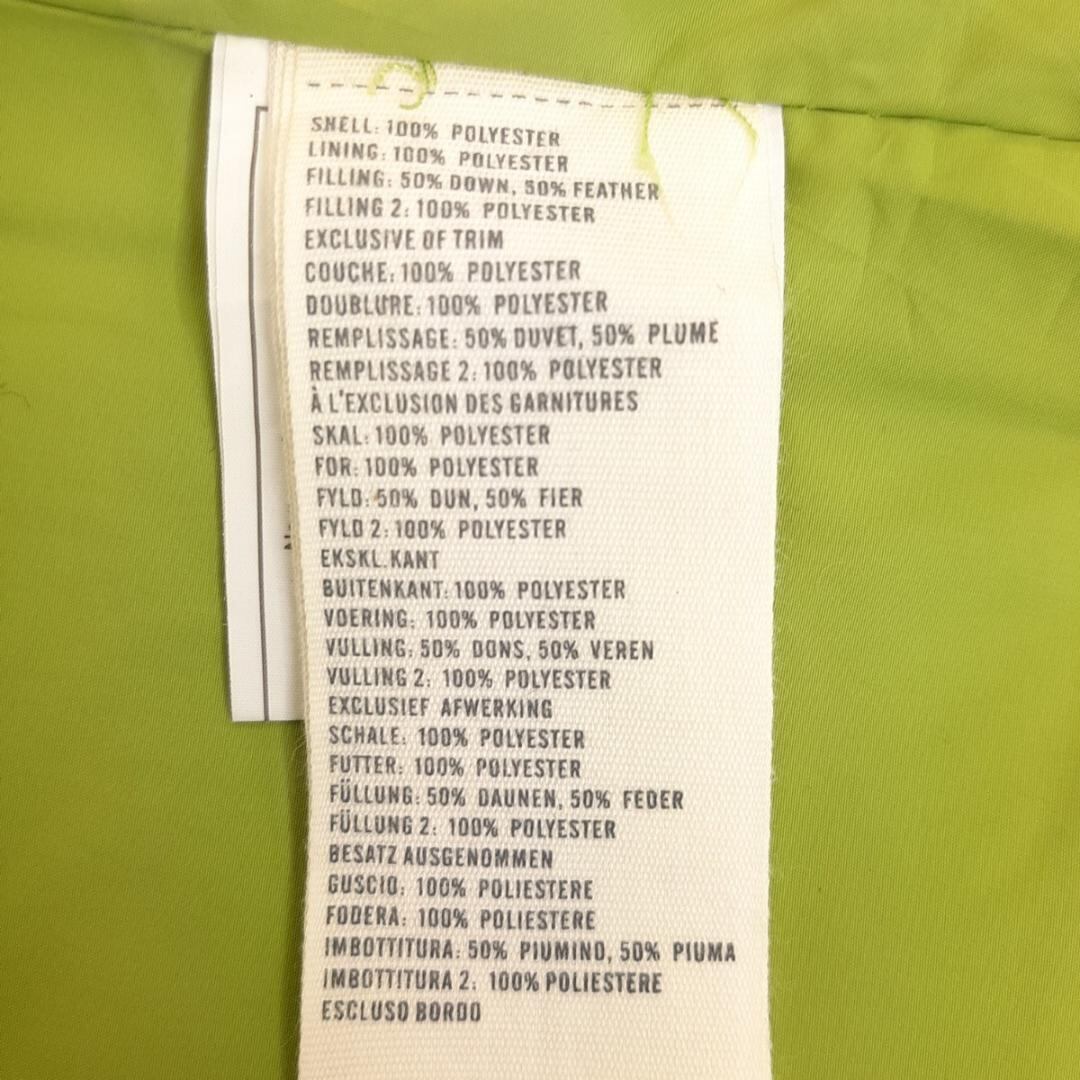 SHELL: 100% POLYESTER
LINING: 100% POLYESTER
FILLING: 50% DOWN, 50% FEATHER
FILLING 2: 100% POLYESTER
EXCLUSIVE OF TRIM
COUCHE: 100% POLYESTER
DOUBLURE: 100% POLYESTER
REMPLISSAGE: 50% DUVET, 50% PLUME
REMPLISSAGE 2: 100% POLYESTER
À L'EXCLUSION DES GARNITURES
SKAL: 100% POLYESTER
FOR: 100% POLYESTER
FYLD: 50% DUN, 50% FIER
FYLD 2: 100% POLYESTER
EKSKL.KANT
BUITENKANT: 100% POLYESTER
VOERING: 100% POLYESTER
VULLING: 50% DONS, 50% VEREN
VULLING 2: 100% POLYESTER
EXCLUSIEF AFWERKING
SCHALE: 100% POLYESTER
FUTTER: 100% POLYESTER
FÜLLUNG: 50% DAUNEN, 50% FEDER
FÜLLUNG 2: 100% POLYESTER
BESATZ AUSGENOMMEN
GUSCIO: 100% POLIESTERE
FODERA: 100% POLIESTERE
IMBOTTITURA: 50% PIUMINO, 50% PIUMA
IMBOTTITURA 2: 100% POLIESTERE
ESCLUSO BORDO